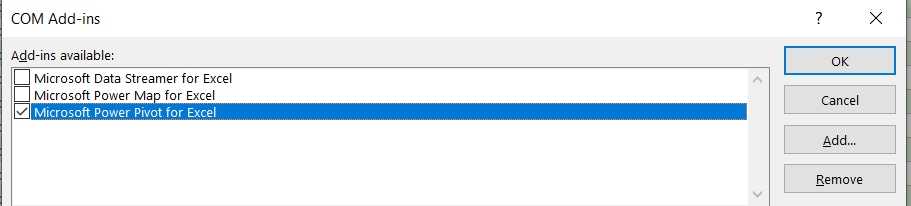 COM Add-ins
?
Add-ins available:
Microsoft Data Streamer for Excel
Microsoft Power Map for Excel
Microsoft Power Pivot for Excel
OK
Cancel
Add...
Remove